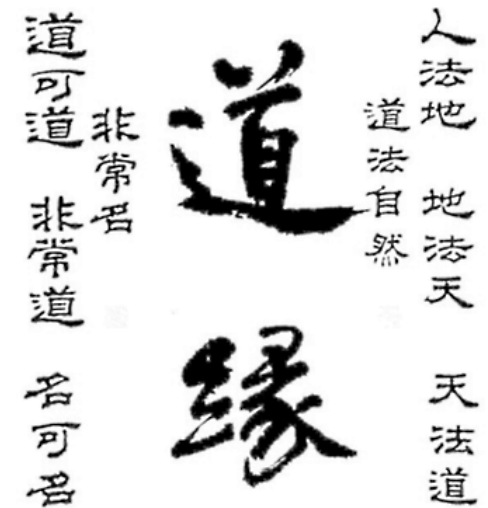 人法地 地法天 天法道
道法自然
道緣
道可道 非常道 名可名
非常名